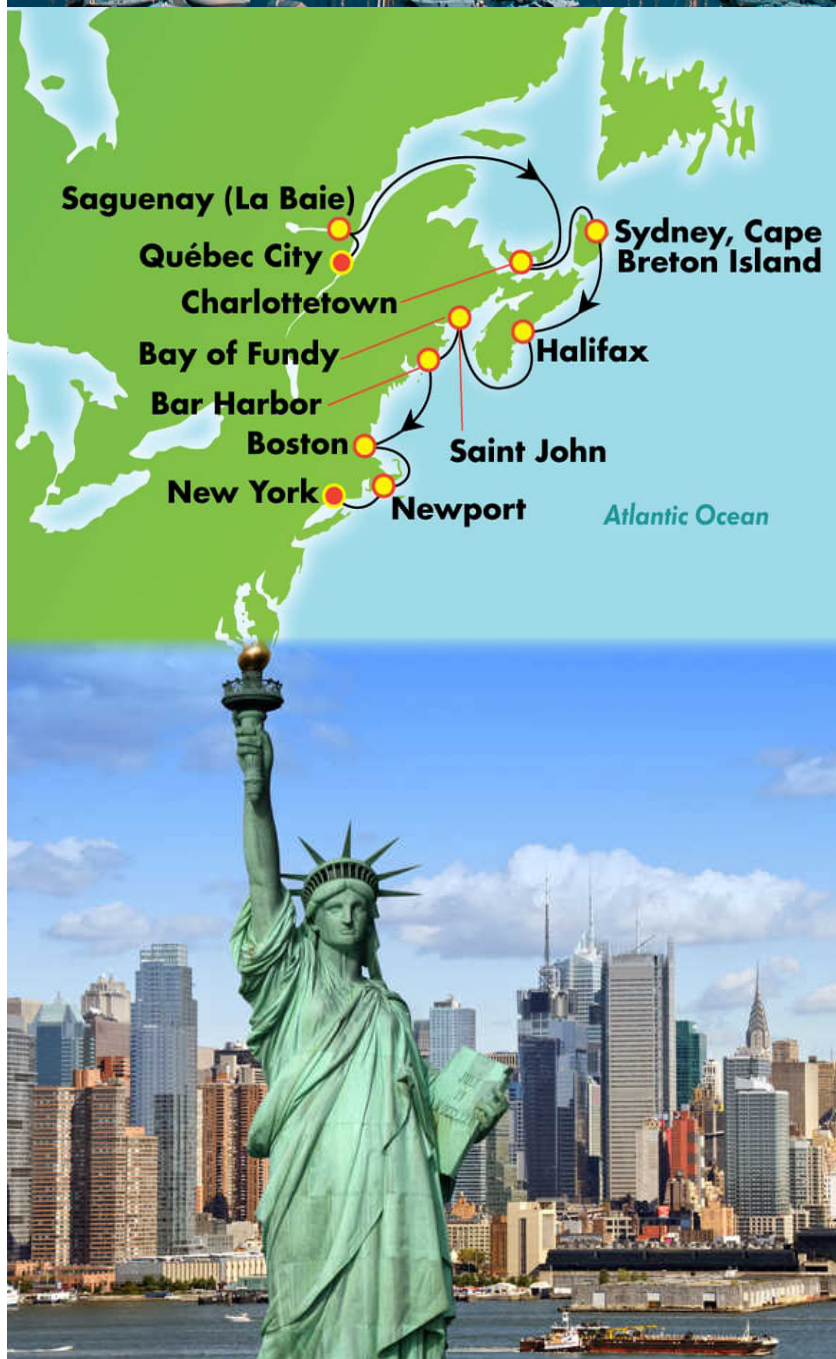 Saguenay (La Baie)
Québec City
Charlottetown
Bay of Fundy
Bar Harbor
Boston
New York
Sydney, Cape
Breton Island
Halifax
Saint John
Newport
Atlantic Ocean